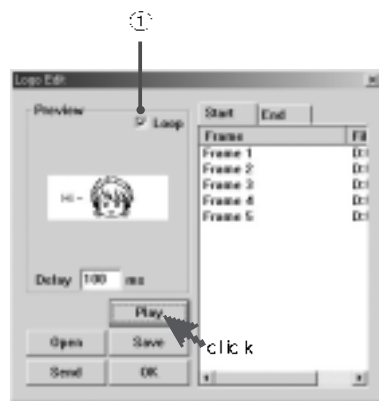 ①
Logo Edit
Preview
Loop
Start End
Frame Fil
Frame 1 D:\
Frame 2 D:\
Frame 3 D:\
Frame 4 D:\
Frame 5 D:\
HI -
Delay 100 ms
Play
click
Open Save
Send OK